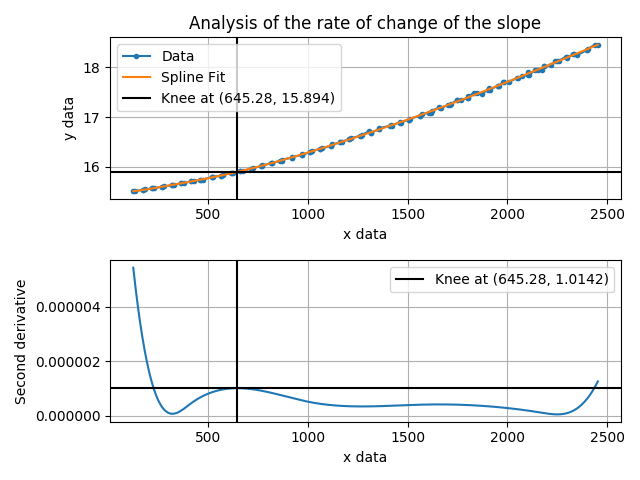 Analysis of the rate of change of the slope
Data
Spline Fit
Knee at (645.28, 15.894)
y data
18
17
16
500
1000
1500
2000
2500
x data
Knee at (645.28, 1.0142)
Second derivative
0.000004
0.000002
0.000000
500
1000
1500
2000
2500
x data